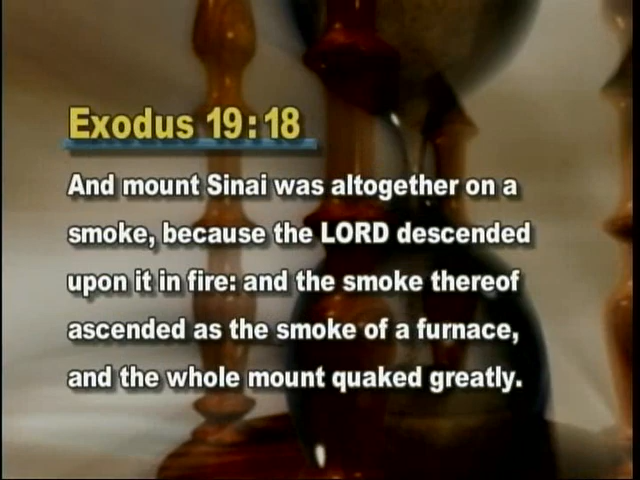 Exodus 19:18
And mount Sinai was altogether on a
smoke, because the LORD descended
upon it in fire: and the smoke thereof
ascended as the smoke of a furnace,
and the whole mount quaked greatly.